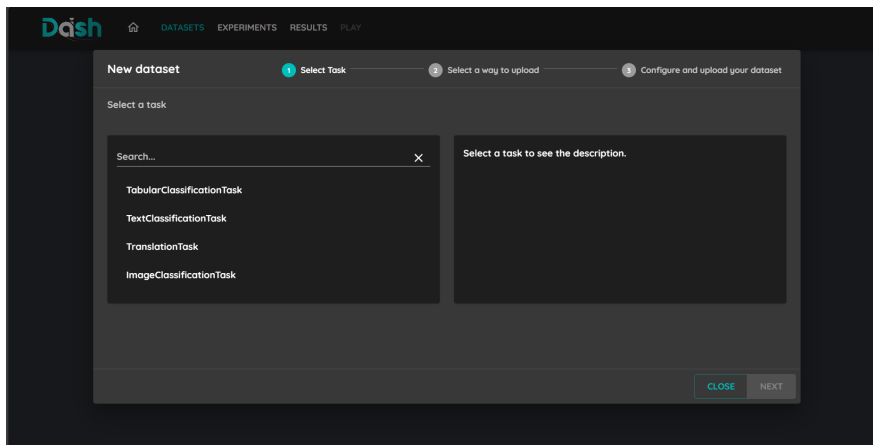 Dash DATASETS EXPERIMENTS RESULTS PLAY
New dataset 1 Select Task 2 Select a way to upload 3 Configure and upload your dataset
Select a task
Search...
Select a task to see the description.
TabularClassificationTask
TextClassificationTask
TranslationTask
ImageClassificationTask
CLOSE NEXT